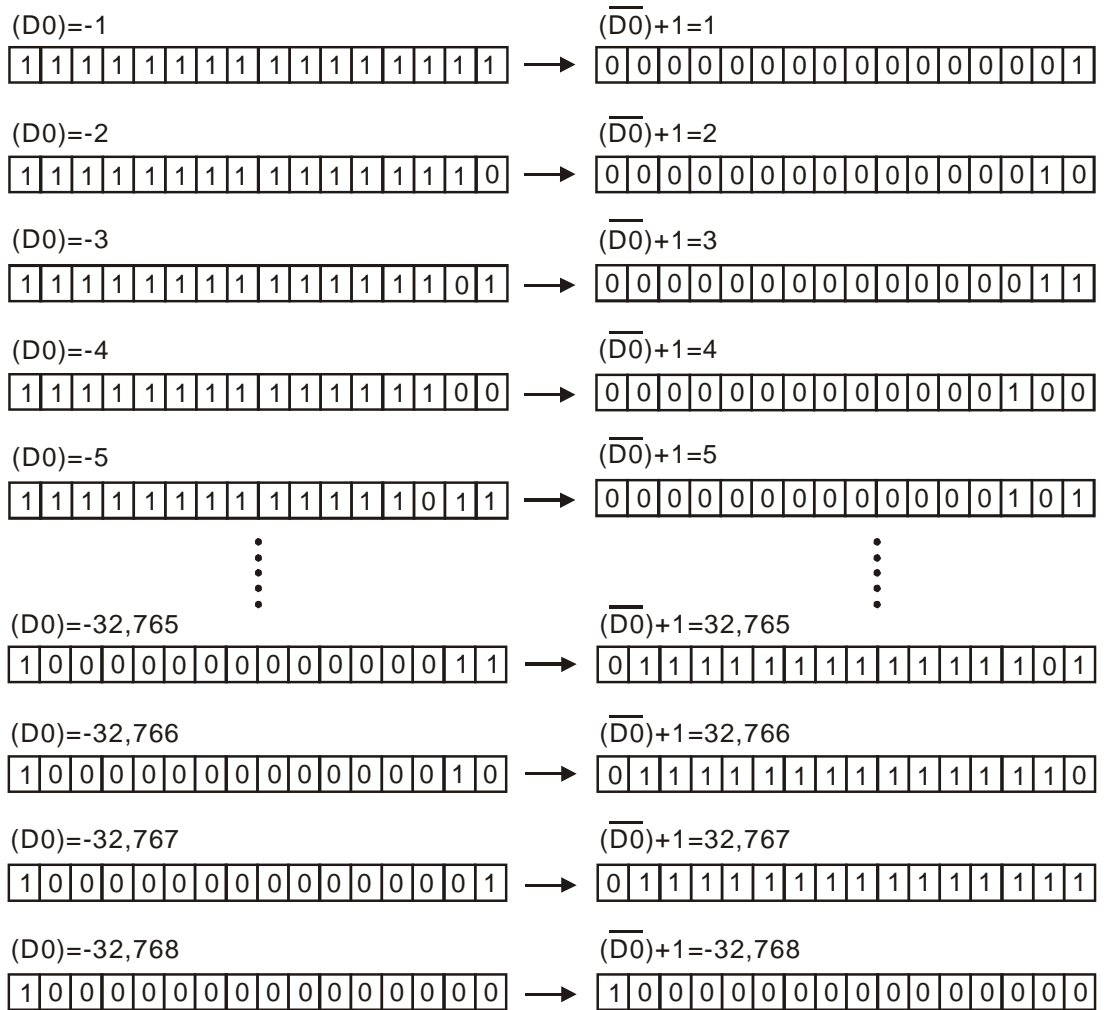 (D0)=-1 (D̅0̅)+1=1
1 1 1 1 1 1 1 1 1 1 1 1 1 1 1 1 0 0 0 0 0 0 0 0 0 0 0 0 0 0 0 1
(D0)=-2 (D̅0̅)+1=2
1 1 1 1 1 1 1 1 1 1 1 1 1 1 1 0 0 0 0 0 0 0 0 0 0 0 0 0 0 0 1 0
(D0)=-3 (D̅0̅)+1=3
1 1 1 1 1 1 1 1 1 1 1 1 1 1 0 1 0 0 0 0 0 0 0 0 0 0 0 0 0 0 1 1
(D0)=-4 (D̅0̅)+1=4
1 1 1 1 1 1 1 1 1 1 1 1 1 1 0 0 0 0 0 0 0 0 0 0 0 0 0 0 0 1 0 0
(D0)=-5 (D̅0̅)+1=5
1 1 1 1 1 1 1 1 1 1 1 1 1 0 1 1 0 0 0 0 0 0 0 0 0 0 0 0 0 1 0 1
(D0)=-32,765 (D̅0̅)+1=32,765
1 0 0 0 0 0 0 0 0 0 0 0 0 0 1 1 0 1 1 1 1 1 1 1 1 1 1 1 1 1 0 1
(D0)=-32,766 (D̅0̅)+1=32,766
1 0 0 0 0 0 0 0 0 0 0 0 0 0 1 0 0 1 1 1 1 1 1 1 1 1 1 1 1 1 1 0
(D0)=-32,767 (D̅0̅)+1=32,767
1 0 0 0 0 0 0 0 0 0 0 0 0 0 0 1 0 1 1 1 1 1 1 1 1 1 1 1 1 1 1 1
(D0)=-32,768 (D̅0̅)+1=-32,768
1 0 0 0 0 0 0 0 0 0 0 0 0 0 0 0 1 0 0 0 0 0 0 0 0 0 0 0 0 0 0 0